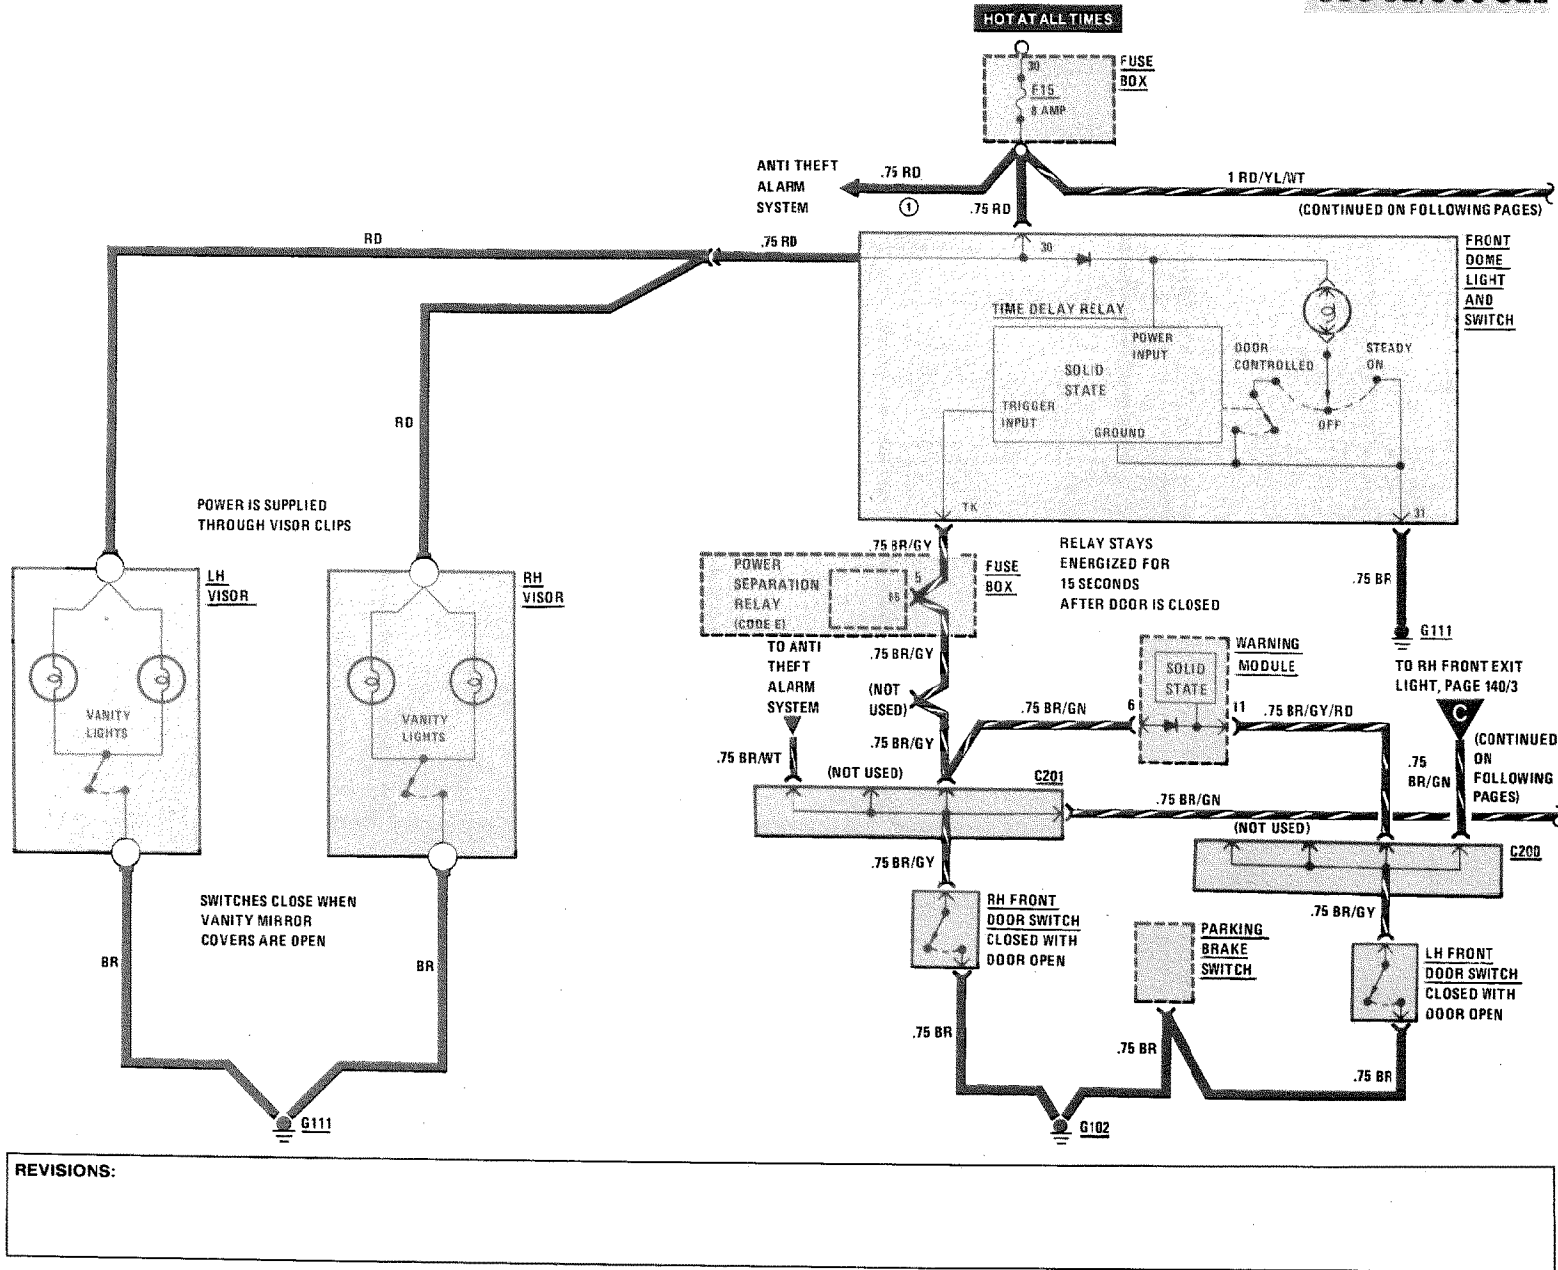 HOT AT ALL TIMES
30
F15
8 AMP
FUSE
BOX
ANTI THEFT
ALARM
SYSTEM
.75 RD
1
.75 RD
1 RD/YL/WT
(CONTINUED ON FOLLOWING PAGES)
RD
.75 RD
30
FRONT
DOME
LIGHT
AND
SWITCH
TIME DELAY RELAY
POWER
INPUT
SOLID
STATE
TRIGGER
INPUT
GROUND
DOOR
CONTROLLED
STEADY
ON
OFF
TK
31
RD
POWER IS SUPPLIED
THROUGH VISOR CLIPS
LH
VISOR
RH
VISOR
VANITY
LIGHTS
VANITY
LIGHTS
SWITCHES CLOSE WHEN
VANITY MIRROR
COVERS ARE OPEN
BR
BR
G111
.75 BR/GY
POWER
SEPARATION
RELAY
(CODE E)
5
FUSE
BOX
RELAY STAYS
ENERGIZED FOR
15 SECONDS
AFTER DOOR IS CLOSED
.75 BR
G111
TO RH FRONT EXIT
LIGHT, PAGE 140/3
C
TO ANTI
THEFT
ALARM
SYSTEM
.75 BR/GY
(NOT
USED)
.75 BR/GY
.75 BR/WT
(NOT USED)
.75 BR/GN
6
SOLID
STATE
11
WARNING
MODULE
.75 BR/GY/RD
.75
BR/GN
(CONTINUED
ON
FOLLOWING
PAGES)
C201
.75 BR/GN
(NOT USED)
C200
.75 BR/GY
.75 BR/GY
RH FRONT
DOOR SWITCH
CLOSED WITH
DOOR OPEN
PARKING
BRAKE
SWITCH
LH FRONT
DOOR SWITCH
CLOSED WITH
DOOR OPEN
.75 BR
.75 BR
.75 BR
G102
REVISIONS: